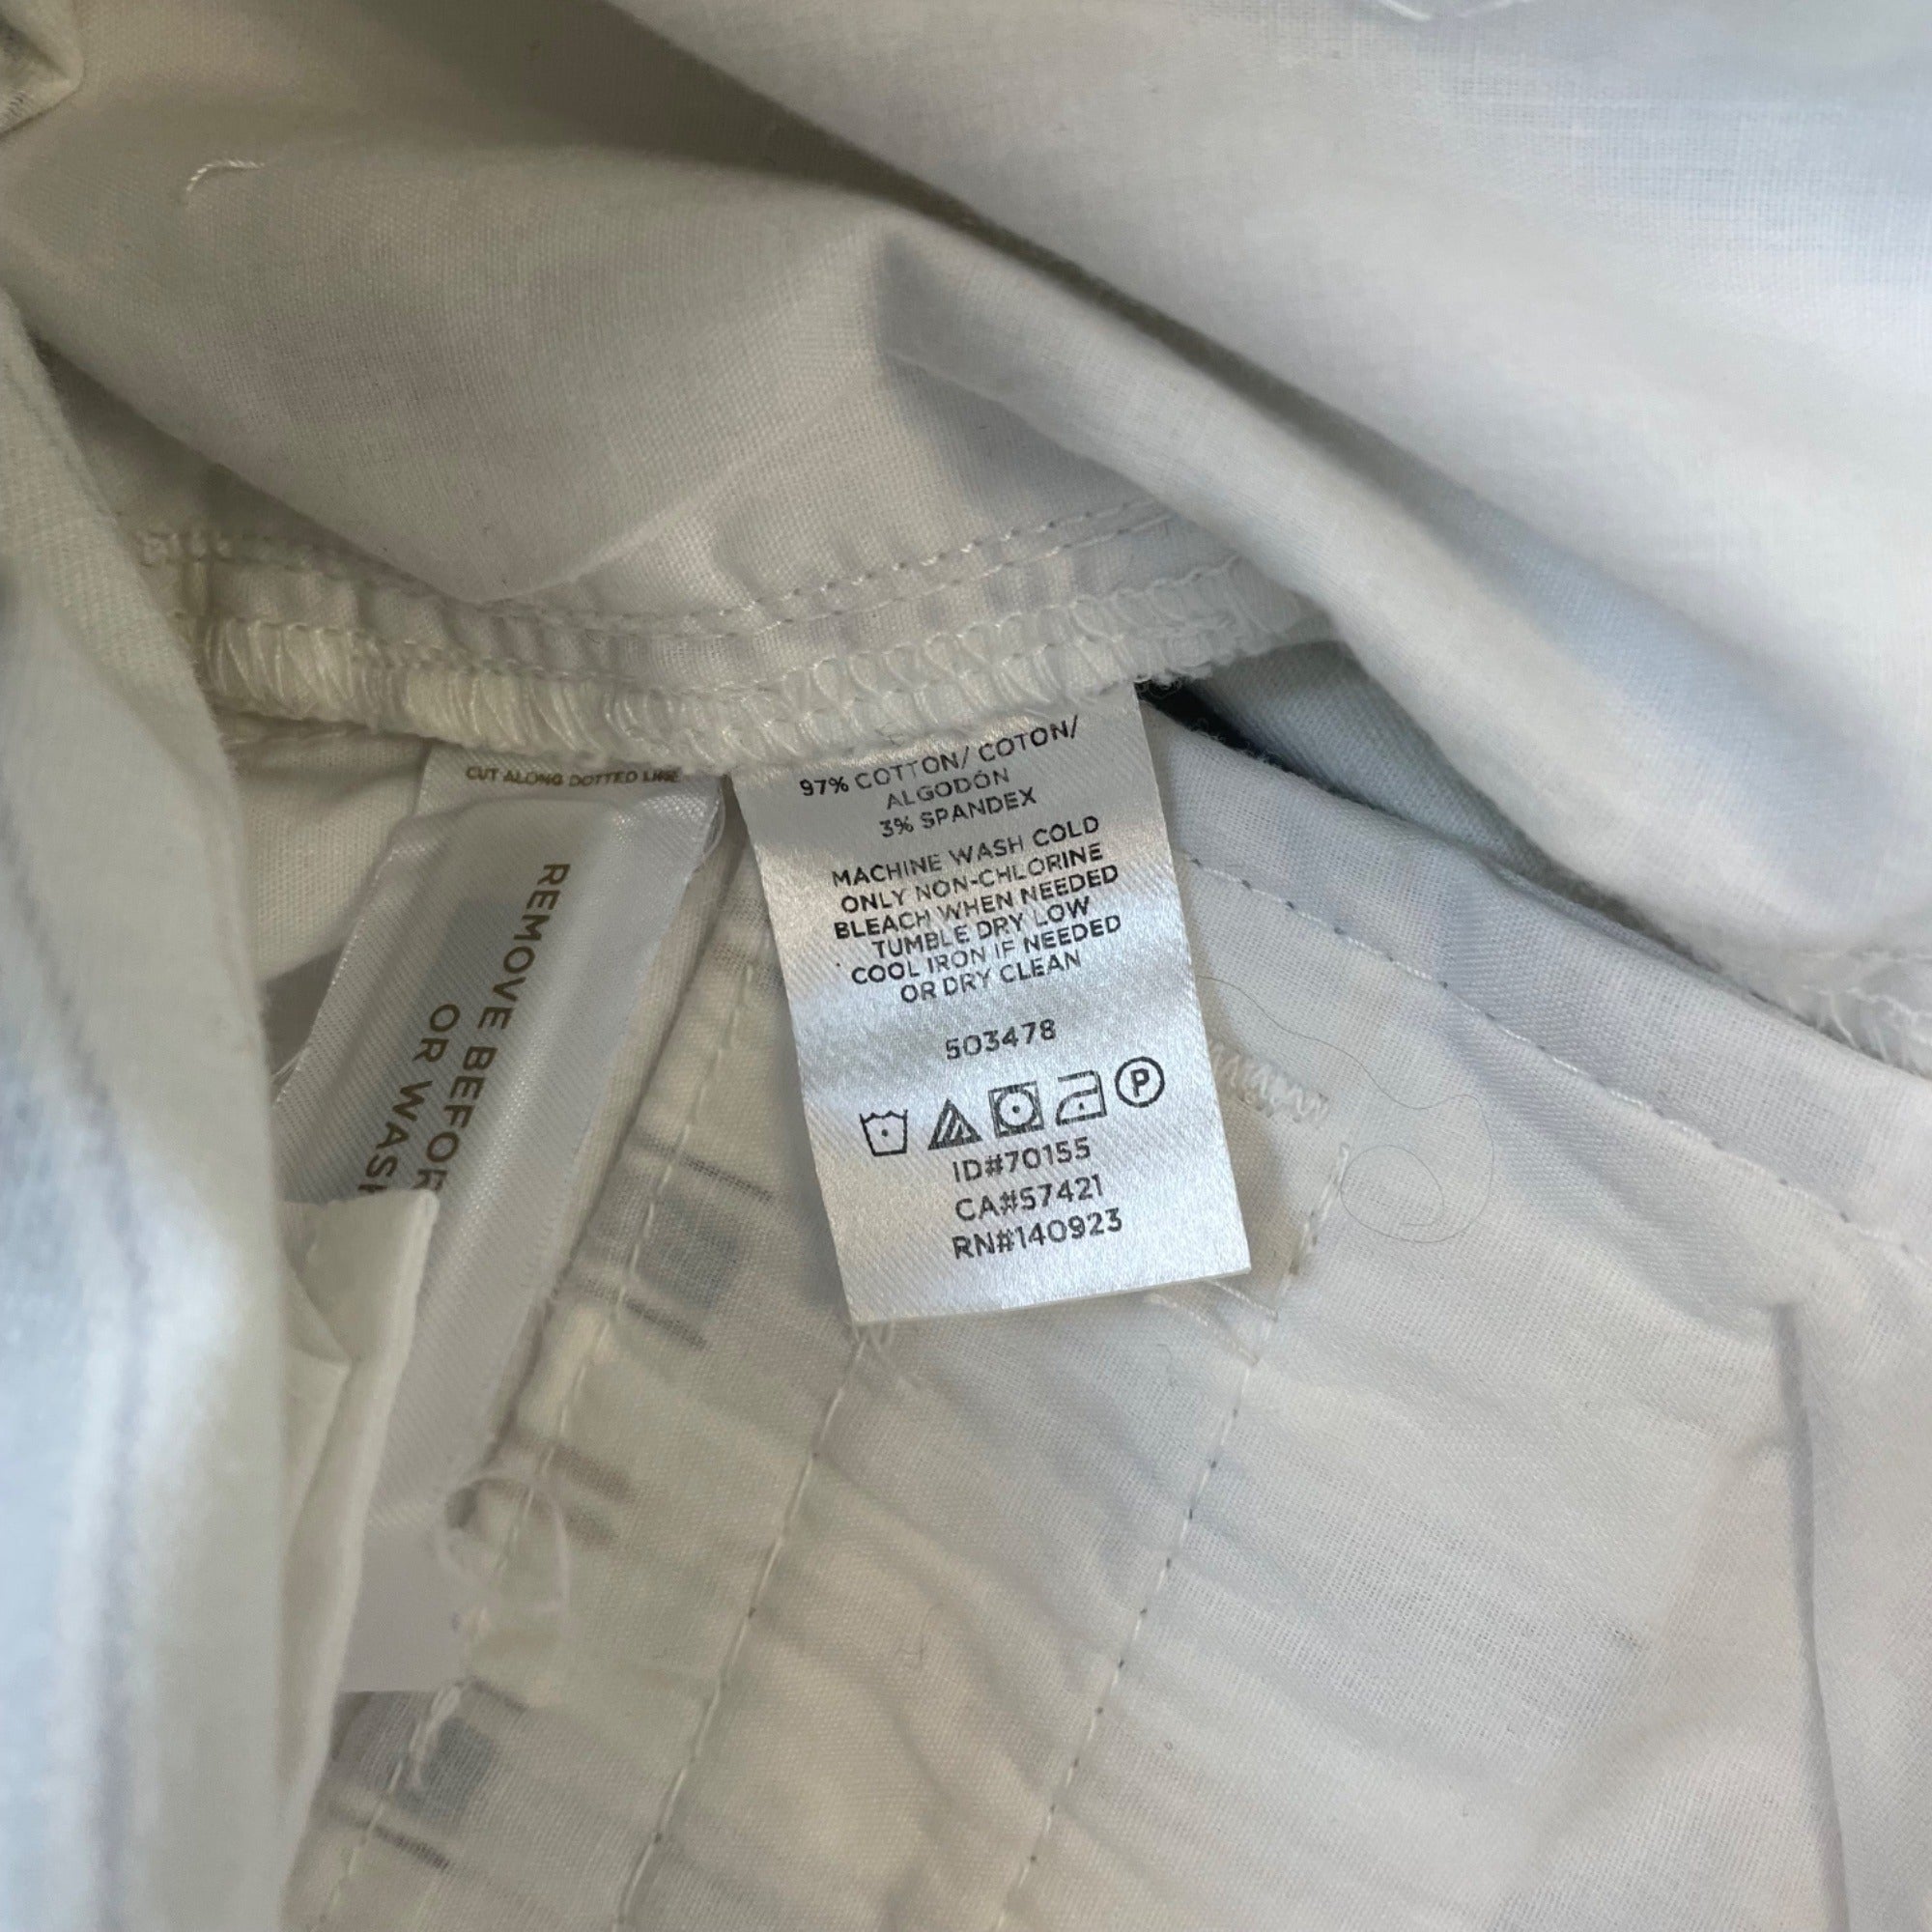 97% COTTON/ COTON/
ALGODÓN
3% SPANDEX
MACHINE WASH COLD
ONLY NON-CHLORINE
BLEACH WHEN NEEDED
TUMBLE DRY LOW
COOL IRON IF NEEDED
OR DRY CLEAN
503478
P
ID#70155
CA#57421
RN#140923
CUT ALONG DOTTED LINE
REMOVE BEFOR
OR WASH